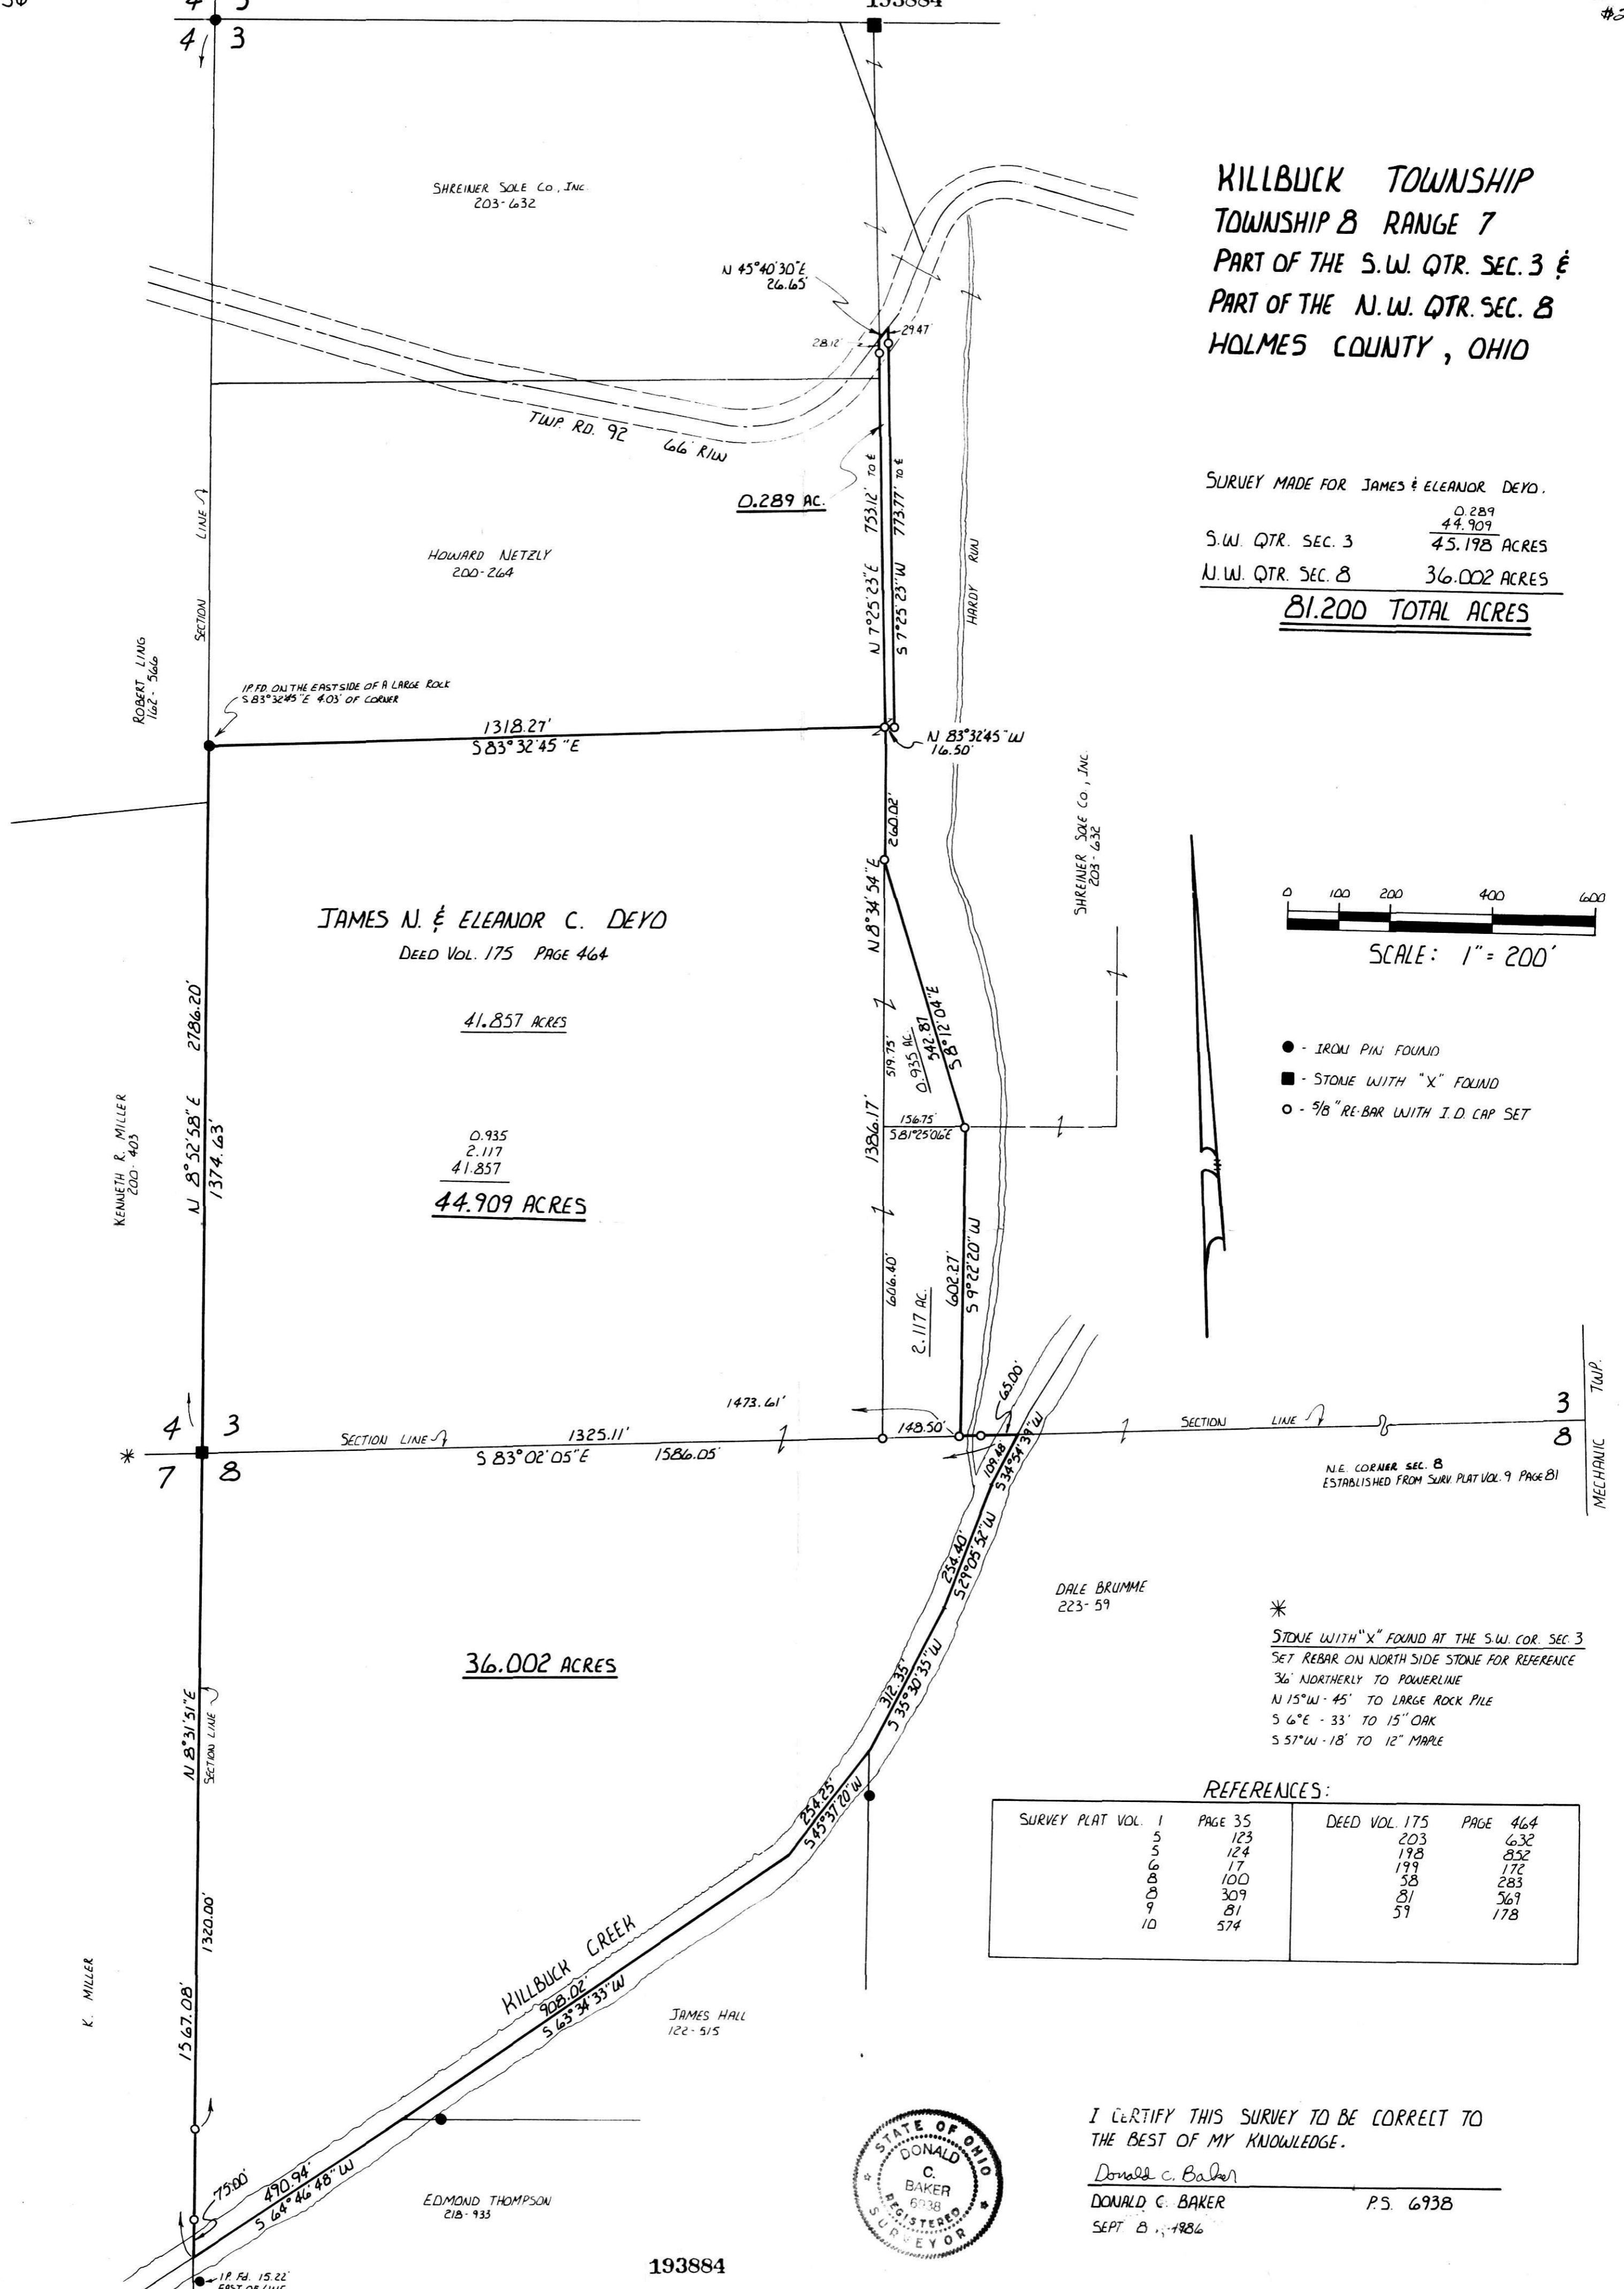 193884
4 3
4 3
SHREINER SOLE CO., INC.
203-632
N 45°40'30"E
26.65'
29.47'
28.12'
TWP. RD. 92 66' R/W
0.289 AC.
N 7°25'23"E 753.12' TO ℄
S 7°25'23"W 773.77' TO ℄
HARDY RUN
SECTION LINE
HOWARD NETZLY
200-264
ROBERT LING
162-566
I.P. FD. ON THE EAST SIDE OF A LARGE ROCK
S 83°32'45"E 4.03' OF CORNER
1318.27'
S 83°32'45"E
N 83°32'45"W
16.50'
260.02'
N 8°34'54"E
SHREINER SOLE CO., INC.
203-632
KILLBUCK TOWNSHIP
TOWNSHIP 8 RANGE 7
PART OF THE S.W. QTR. SEC. 3 &
PART OF THE N.W. QTR. SEC. 8
HOLMES COUNTY, OHIO
SURVEY MADE FOR JAMES & ELEANOR DEYO.
0.289
44.909
S.W. QTR. SEC. 3 45.198 ACRES
N.W. QTR. SEC. 8 36.002 ACRES
81.200 TOTAL ACRES
0 100 200 400 600
SCALE: 1" = 200'
● - IRON PIN FOUND
■ - STONE WITH "X" FOUND
○ - 5/8" RE-BAR WITH I.D. CAP SET
JAMES N. & ELEANOR C. DEYO
DEED VOL. 175 PAGE 464
41.857 ACRES
0.935
2.117
41.857
44.909 ACRES
N 8°52'58"E 2786.20'
1374.63'
KENNETH R. MILLER
200-403
519.75'
0.935 AC.
542.87
S 8°12'04"E
156.75'
S 81°25'06"E
1386.17'
606.40'
2.117 AC.
602.27'
S 9°22'20"W
65.00'
1473.61'
148.50'
4 3
7 8
*
SECTION LINE 1325.11'
S 83°02'05"E 1586.05'
109.48'
S 34°54'39"W
SECTION LINE
3
8
MECHANIC TWP.
N.E. CORNER SEC. 8
ESTABLISHED FROM SURV. PLAT VOL. 9 PAGE 81
254.40'
S 29°05'52"W
DALE BRUMME
223-59
36.002 ACRES
312.35'
S 35°30'35"W
254.25'
S 45°37'20"W
N 8°31'51"E
SECTION LINE
1320.00'
1567.08'
K. MILLER
KILLBUCK CREEK
908.02'
S 63°34'33"W
JAMES HALL
122-515
75.00'
490.94'
S 64°46'48"W
EDMOND THOMPSON
218-933
I.P. Fd. 15.22'
EAST OF LINE
*
STONE WITH "X" FOUND AT THE S.W. COR. SEC. 3
SET REBAR ON NORTH SIDE STONE FOR REFERENCE
36' NORTHERLY TO POWERLINE
N 15°W - 45' TO LARGE ROCK PILE
S 6°E - 33' TO 15" OAK
S 57°W - 18' TO 12" MAPLE
REFERENCES:
SURVEY PLAT VOL. 1 PAGE 35 DEED VOL. 175 PAGE 464
5 123 203 632
5 124 198 852
6 17 199 172
8 100 58 283
8 309 81 569
9 81 59 178
10 574
STATE OF OHIO
DONALD
C.
BAKER
6938
REGISTERED
SURVEYOR
I CERTIFY THIS SURVEY TO BE CORRECT TO
THE BEST OF MY KNOWLEDGE.
Donald C. Baker
DONALD C. BAKER P.S. 6938
SEPT 8, 1986
193884